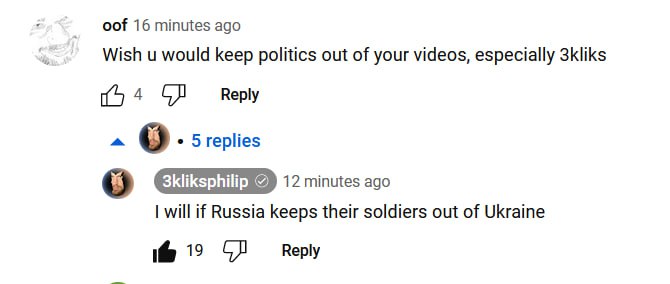 oof 16 minutes ago
Wish u would keep politics out of your videos, especially 3kliks
4 Reply
• 5 replies
3kliksphilip 12 minutes ago
I will if Russia keeps their soldiers out of Ukraine
19 Reply